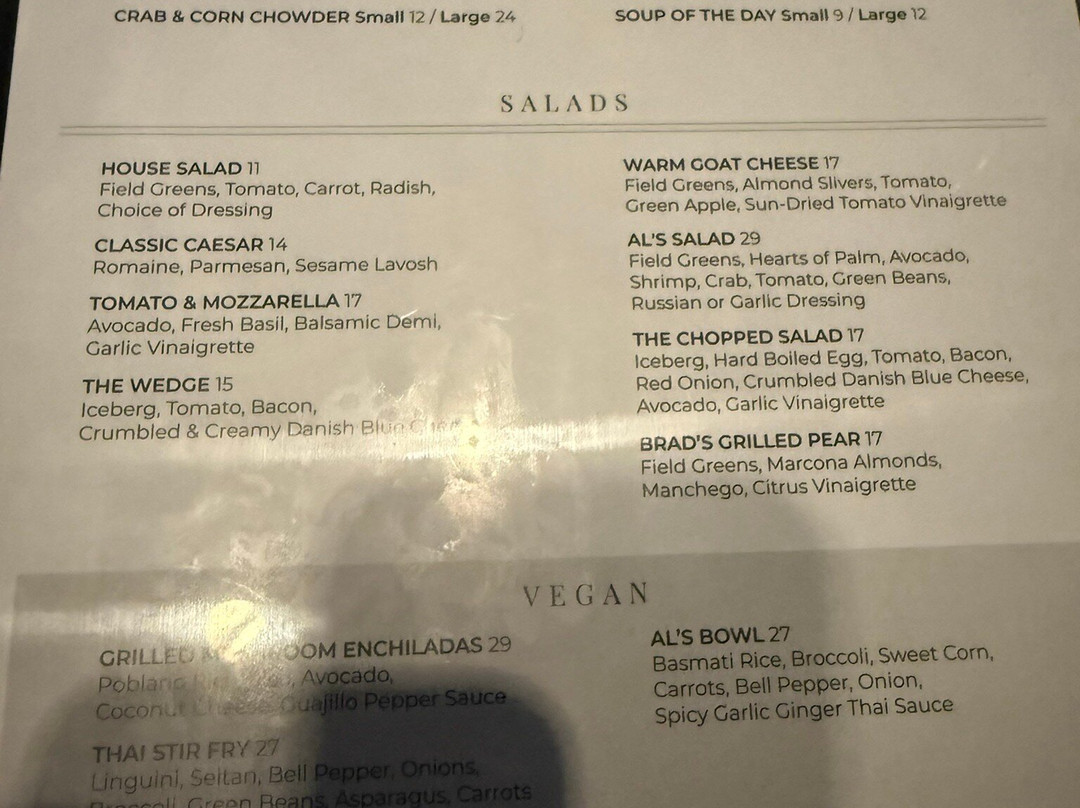 CRAB & CORN CHOWDER Small 12 / Large 24
SOUP OF THE DAY Small 9 / Large 12
SALADS
HOUSE SALAD 11
Field Greens, Tomato, Carrot, Radish,
Choice of Dressing
CLASSIC CAESAR 14
Romaine, Parmesan, Sesame Lavosh
TOMATO & MOZZARELLA 17
Avocado, Fresh Basil, Balsamic Demi,
Garlic Vinaigrette
THE WEDGE 15
Iceberg, Tomato, Bacon,
Crumbled & Creamy Danish Blue
WARM GOAT CHEESE 17
Field Greens, Almond Slivers, Tomato,
Green Apple, Sun-Dried Tomato Vinaigrette
AL'S SALAD 29
Field Greens, Hearts of Palm, Avocado,
Shrimp, Crab, Tomato, Green Beans,
Russian or Garlic Dressing
THE CHOPPED SALAD 17
Iceberg, Hard Boiled Egg, Tomato, Bacon,
Red Onion, Crumbled Danish Blue Cheese,
Avocado, Garlic Vinaigrette
BRAD'S GRILLED PEAR 17
Field Greens, Marcona Almonds,
Manchego, Citrus Vinaigrette
VEGAN
GRILLED ENCHILADAS 29
Poblano Avocado,
Coconut Cheese, Guajillo Pepper Sauce
THAI STIR FRY 27
Linguini, Seitan, Bell Pepper, Onions,
Broccoli, Green Beans, Asparagus, Carrots
AL'S BOWL 27
Basmati Rice, Broccoli, Sweet Corn,
Carrots, Bell Pepper, Onion,
Spicy Garlic Ginger Thai Sauce